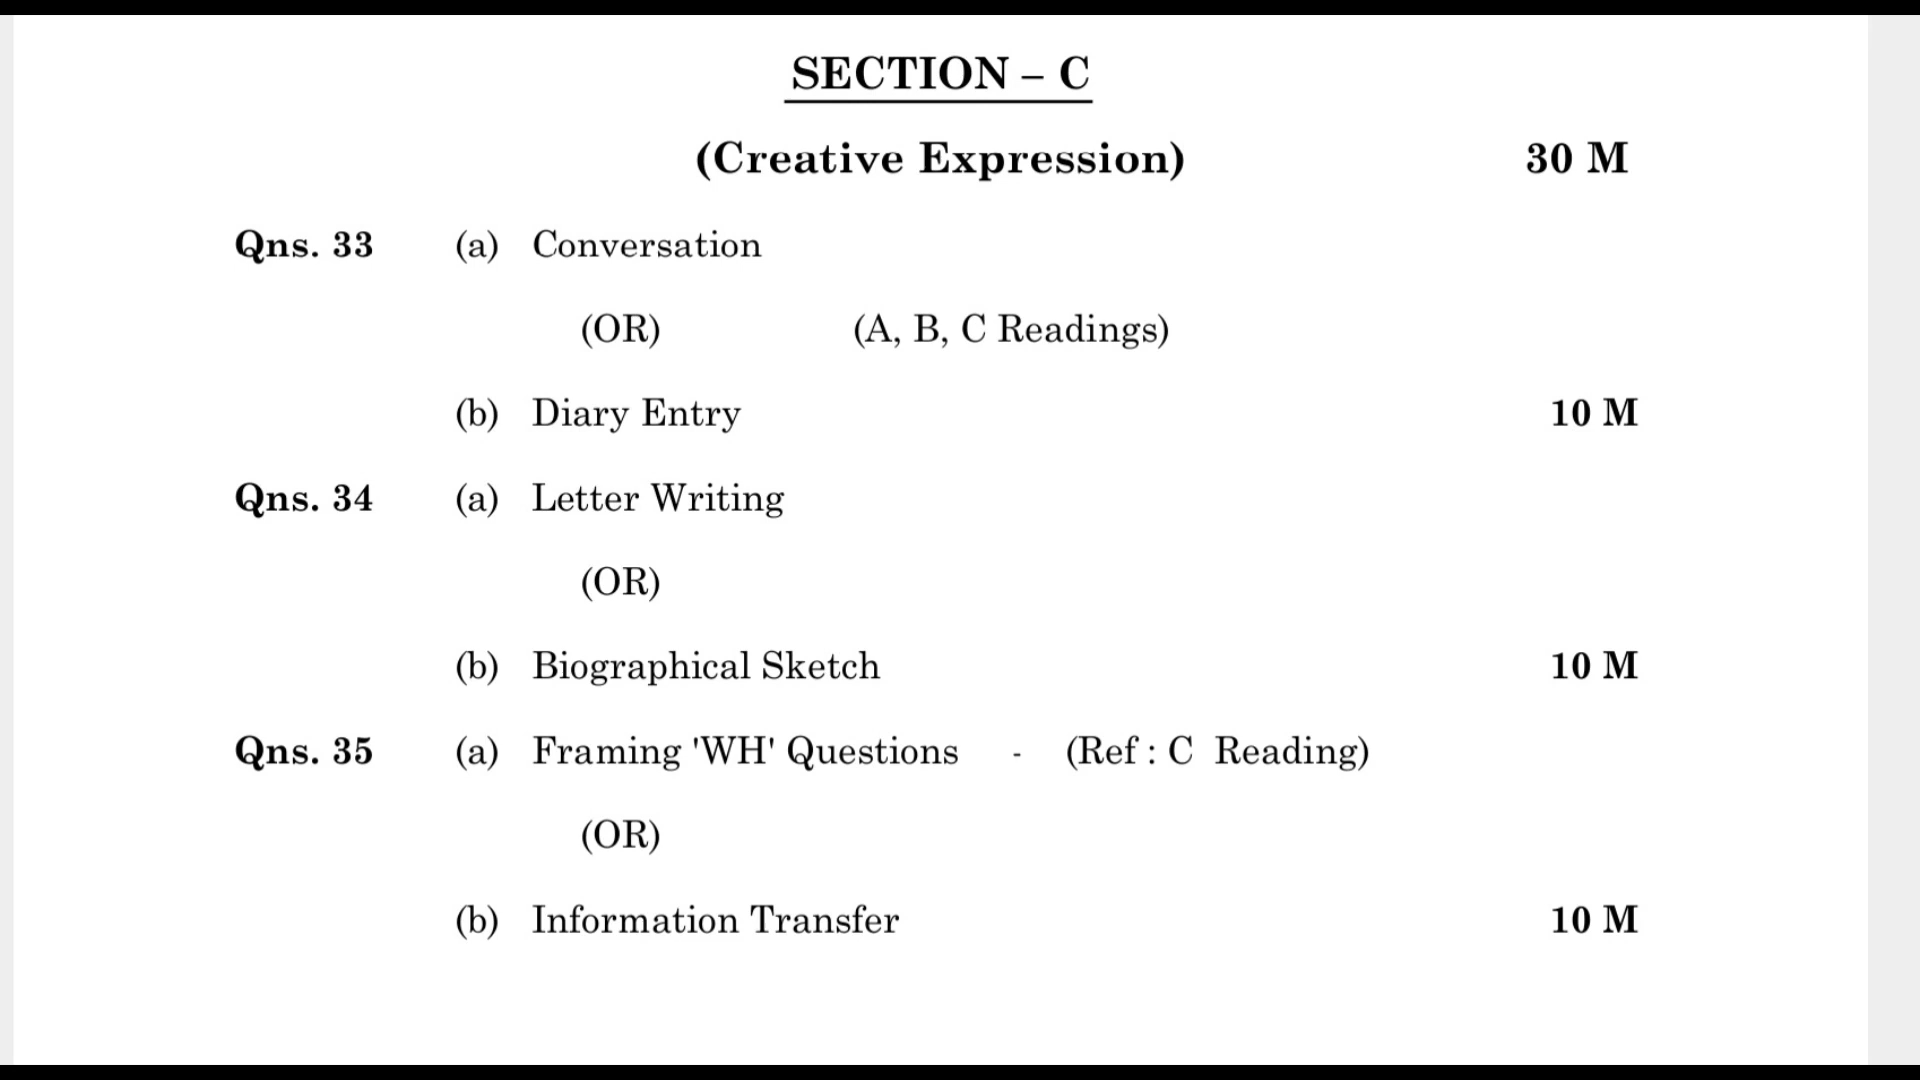 SECTION – C
(Creative Expression) 30 M
Qns. 33 (a) Conversation
(OR) (A, B, C Readings)
(b) Diary Entry 10 M
Qns. 34 (a) Letter Writing
(OR)
(b) Biographical Sketch 10 M
Qns. 35 (a) Framing 'WH' Questions - (Ref : C Reading)
(OR)
(b) Information Transfer 10 M